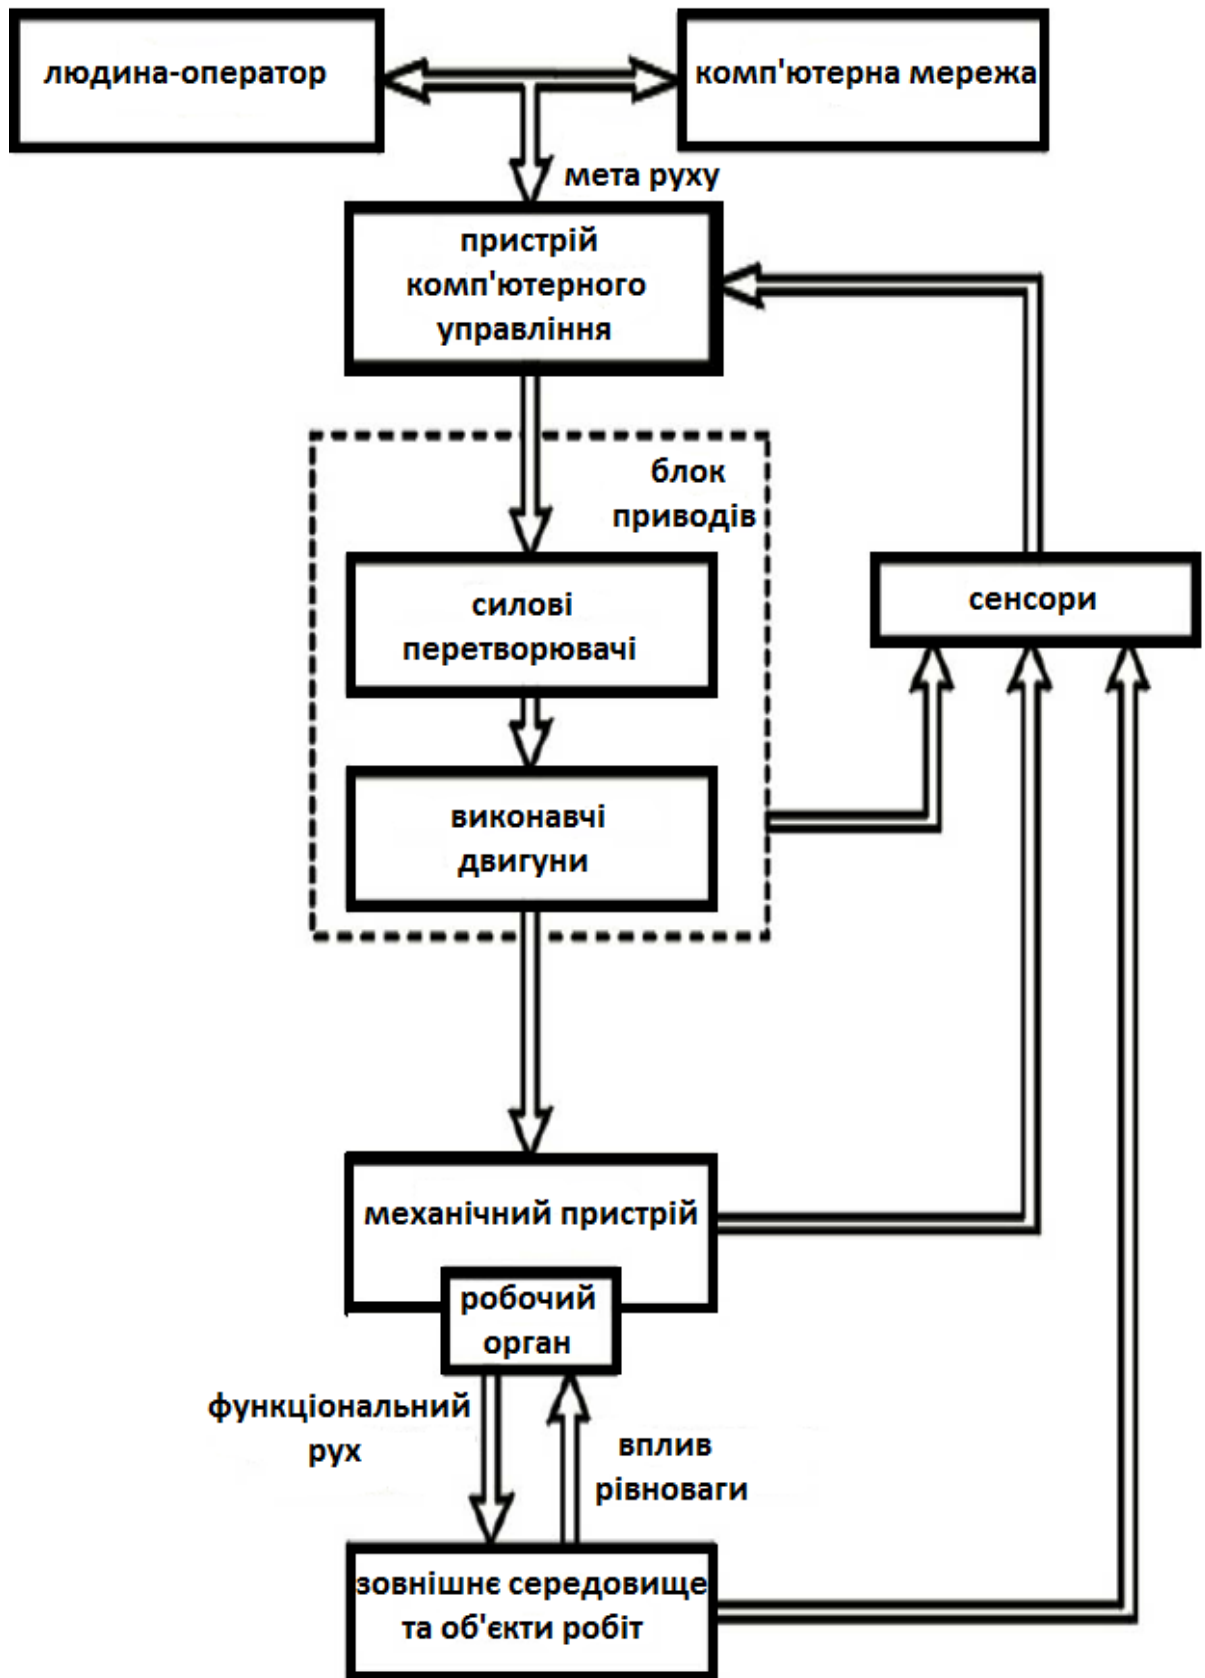 людина-оператор
комп'ютерна мережа
мета руху
пристрій
комп'ютерного
управління
блок
приводів
силові
перетворювачі
сенсори
виконавчі
двигуни
механічний пристрій
робочий
орган
функціональний
рух
вплив
рівноваги
зовнішнє середовище
та об'єкти робіт